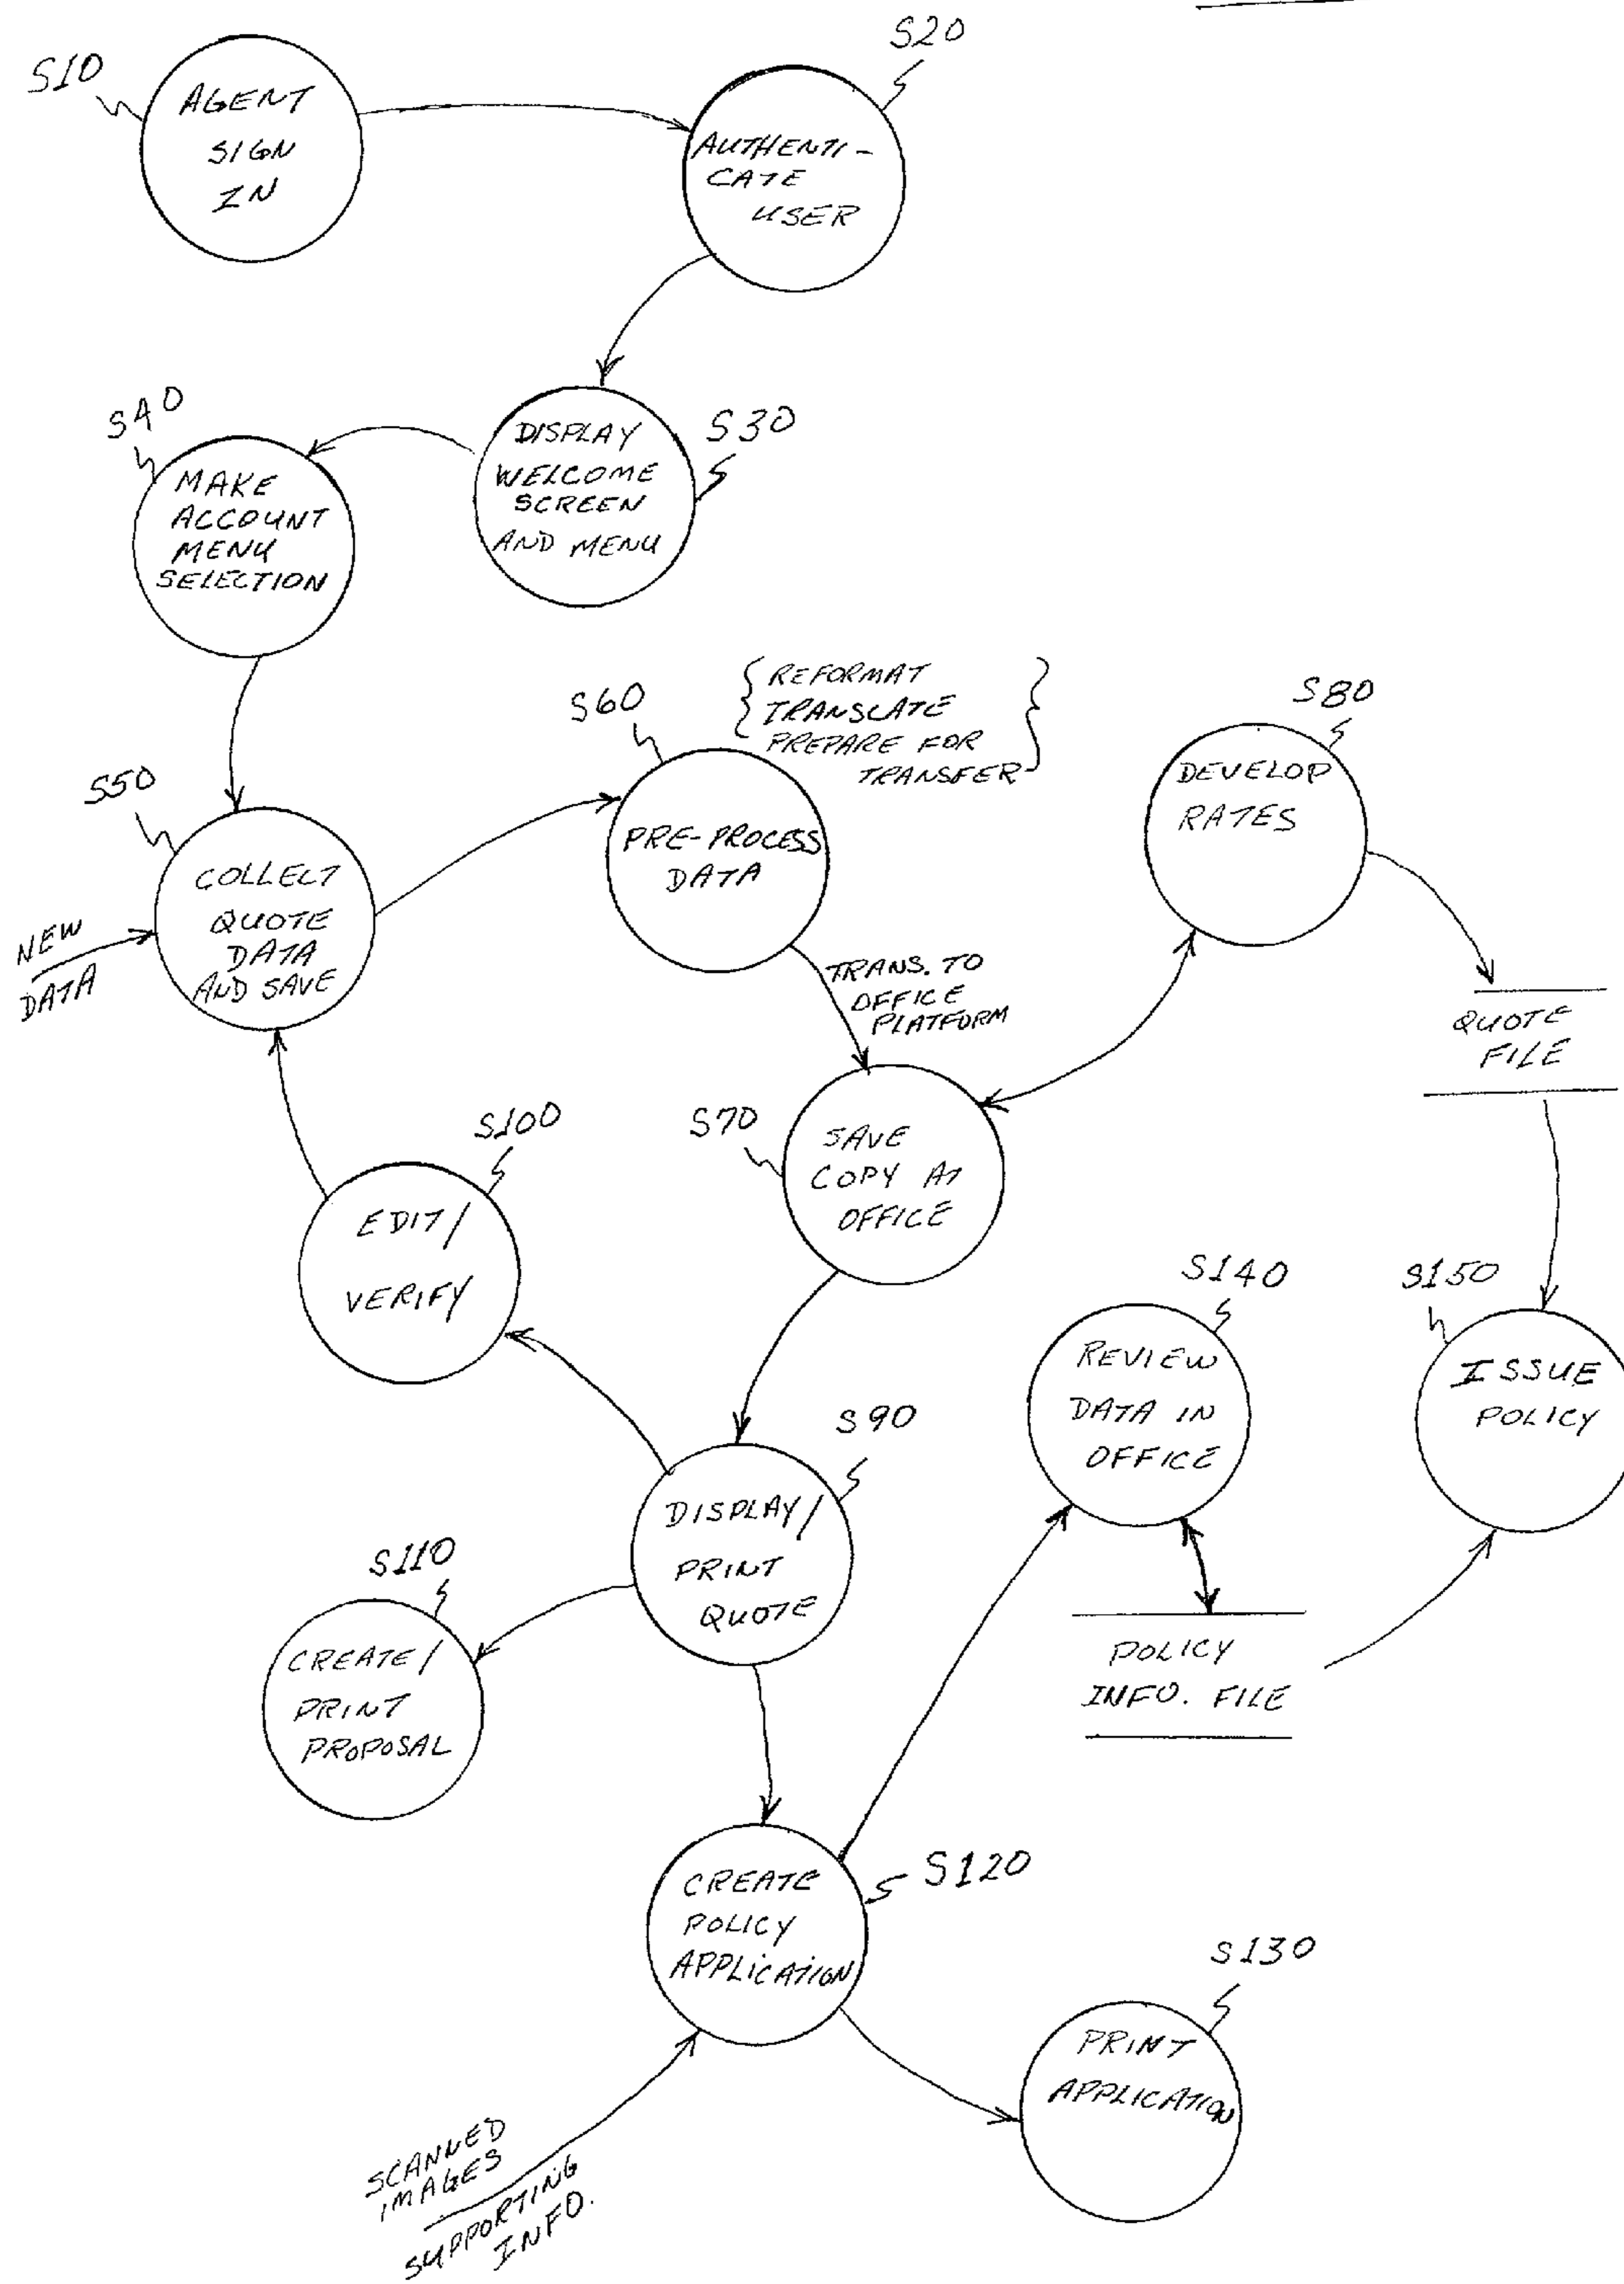 S10
AGENT
SIGN
IN
S20
AUTHENTI-
CATE
USER
S30
DISPLAY
WELCOME
SCREEN
AND MENU
S40
MAKE
ACCOUNT
MENU
SELECTION
S50
COLLECT
QUOTE
DATA
AND SAVE
NEW
DATA
S60
REFORMAT
TRANSLATE
PREPARE FOR
TRANSFER
PRE-PROCESS
DATA
TRANS. TO
OFFICE
PLATFORM
S70
SAVE
COPY AT
OFFICE
S80
DEVELOP
RATES
QUOTE
FILE
S100
EDIT/
VERIFY
S90
DISPLAY/
PRINT
QUOTE
S110
CREATE/
PRINT
PROPOSAL
S140
REVIEW
DATA IN
OFFICE
S150
ISSUE
POLICY
POLICY
INFO. FILE
S120
CREATE
POLICY
APPLICATION
S130
PRINT
APPLICATION
SCANNED
IMAGES
SUPPORTING
INFO.